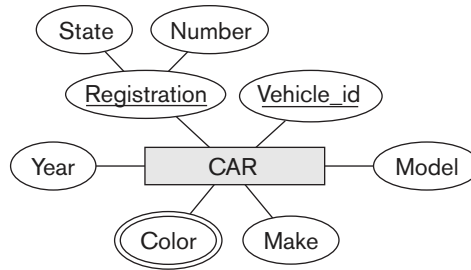 State
Number
Registration
Vehicle_id
Year
CAR
Model
Color
Make